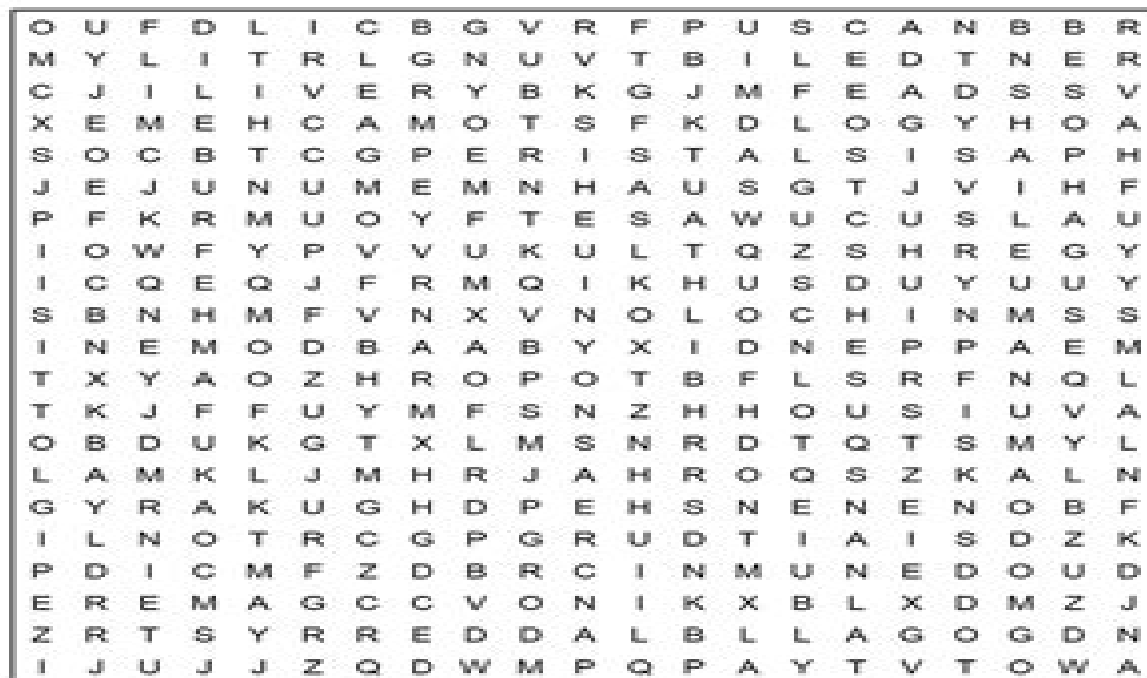 O U F D L I C B G V R F P U S C A N B B R
M Y L I T R L G N U V T B I L E D T N E R
C J I L I V E R Y B K G J M F E A D S S V
X E M E H C A M O T S F K D L O G Y H O A
S O C B T C G P E R I S T A L S I S A P H
J E J U N U M E M N H A U S G T J V I H F
P F K R M U O Y F T E S A W U C U S L A U
I O W F Y P V V U K U L T Q Z S H R E G Y
I C Q E Q J F R M Q I K H U S D U Y U U Y
S B N H M F V N X V N O L O C H I N M S S
I N E M O D B A A B Y X I D N E P P A E M
T X Y A O Z H R O P O T B F L S R F N Q L
T K J F F U Y M F S N Z H H O U S I U V A
O B D U K G T X L M S N R D T Q T S M Y L
L A M K L J M H R J A H R O Q S Z K A L N
G Y R A K U G H D P E H S N E N E N O B F
I L N O T R C G P G R U D T I A I S D Z K
P D I C M F Z D B R C I N M U N E D O U D
E R E M A G C C V O N I K X B L X D M Z J
Z R T S Y R R E D D A L B L L A G O G D N
I J U J J Z Q D W M P Q P A Y T V T O W A